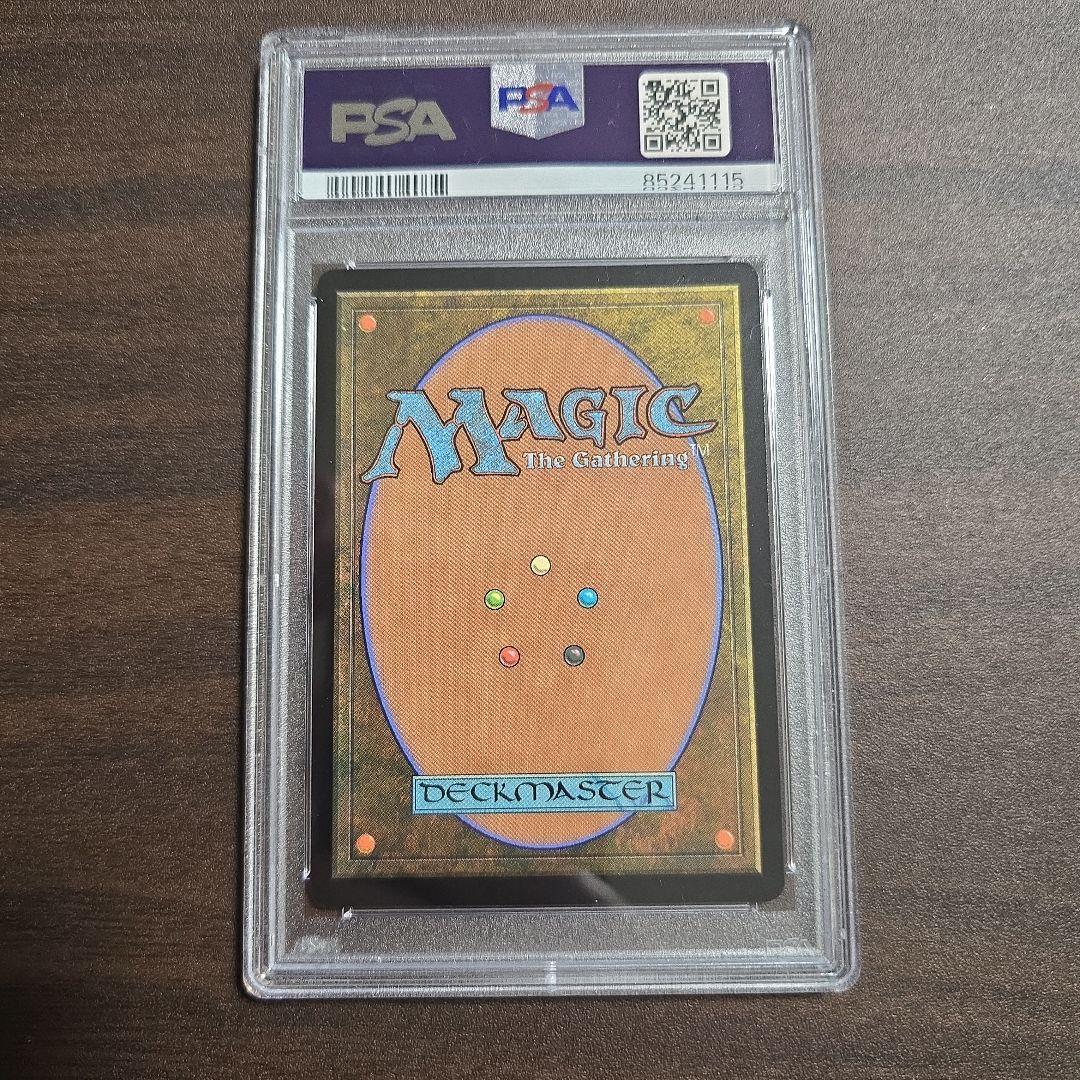 PSA
PSA
85241115
MAGIC
The Gathering™
DECKMASTER